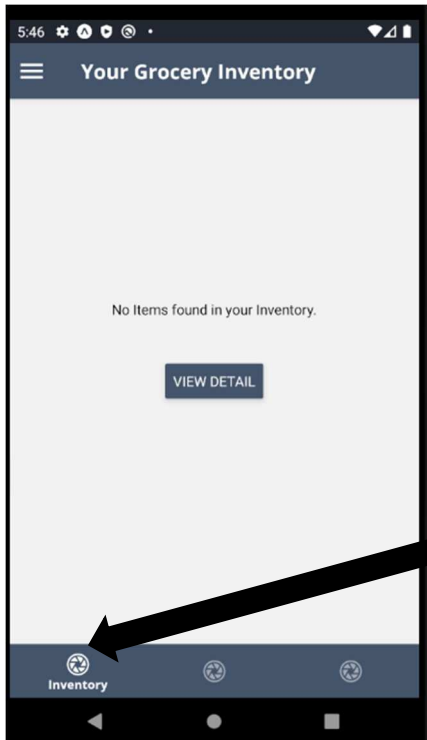 5:46
Your Grocery Inventory
No Items found in your Inventory.
VIEW DETAIL
Inventory